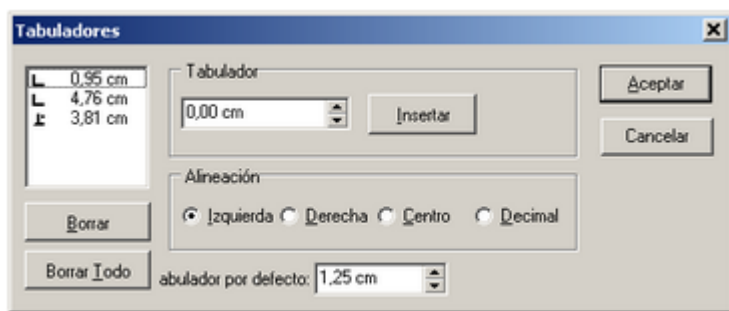 Tabuladores
0,95 cm
4,76 cm
3,81 cm
Tabulador
0,00 cm
Insertar
Aceptar
Cancelar
Alineación
Izquierda Derecha Centro Decimal
Borrar
Borrar Todo
abulador por defecto: 1,25 cm